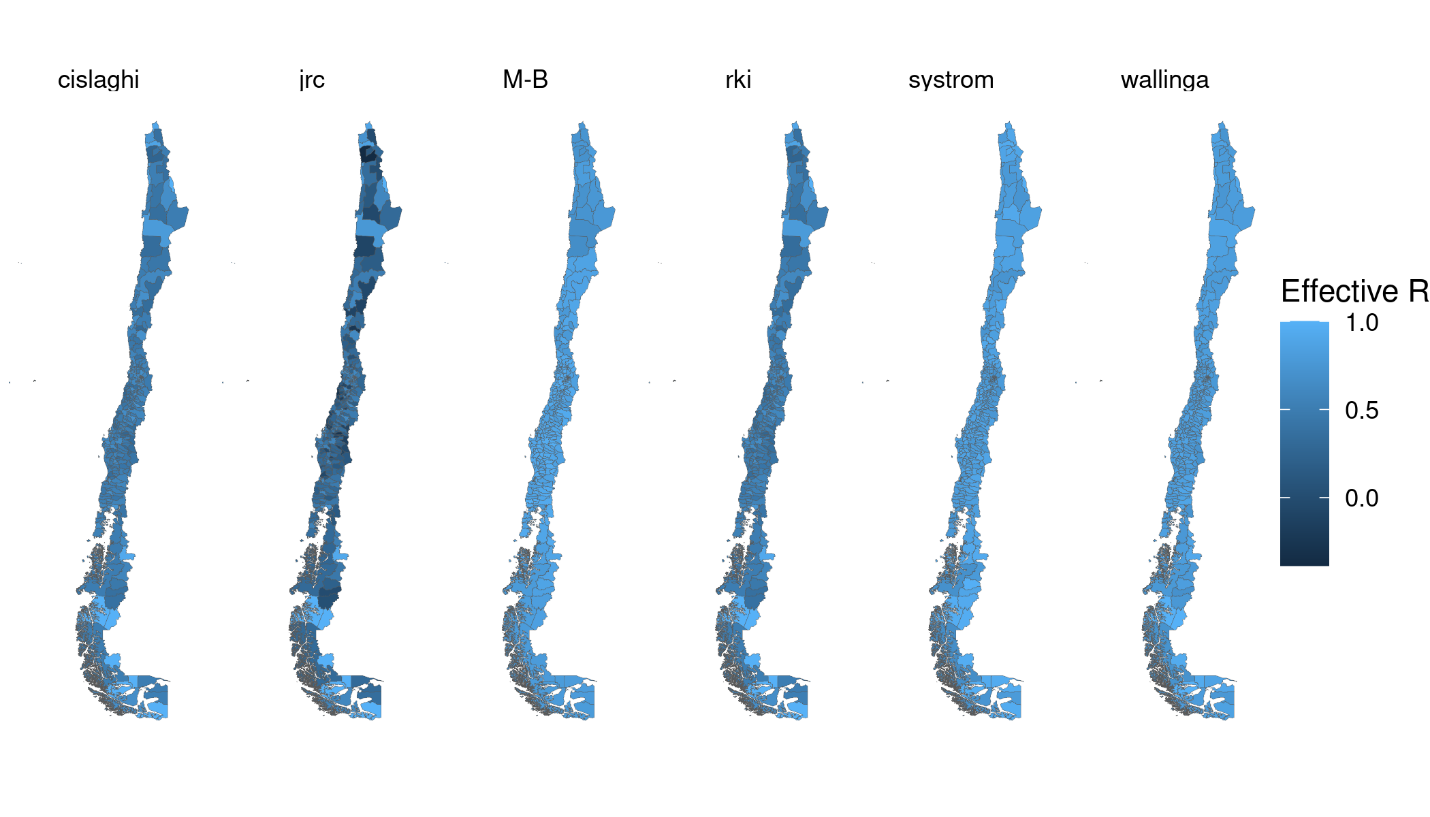 cislaghi
jrc
M-B
rki
systrom
wallinga
Effective R
1.0
0.5
0.0